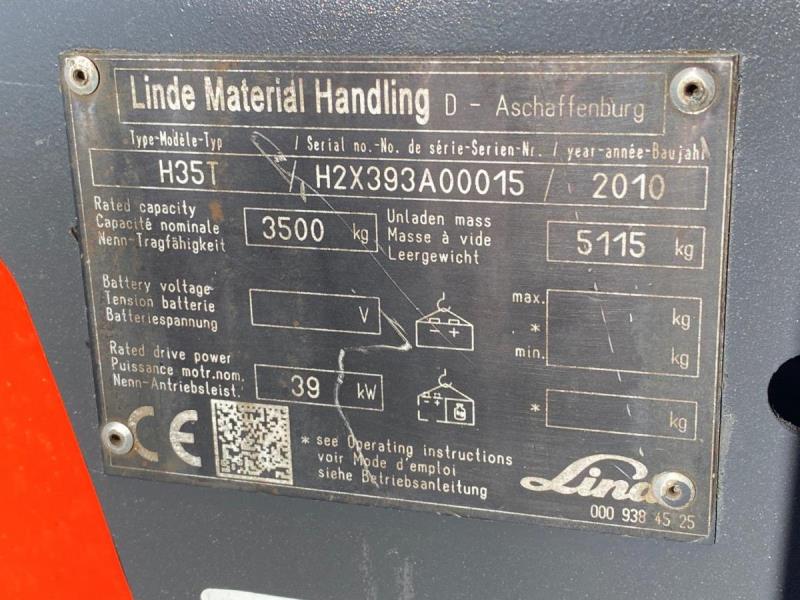 Linde Material Handling D - Aschaffenburg
Type-Modèle-Typ / Serial no.-No. de série-Serien-Nr. / year-année-Baujahr
H35T / H2X393A00015 / 2010
Rated capacity
Capacité nominale
Nenn-Tragfähigkeit
3500 kg
Unladen mass
Masse à vide
Leergewicht
5115 kg
Battery voltage
Tension batterie
Batteriespannung
V
- +
max.
*
min.
kg
kg
Rated drive power
Puissance motr.nom.
Nenn-Antriebsleist.
39 kW
- +
*
kg
CE
* see Operating instructions
voir Mode d'emploi
siehe Betriebsanleitung
Linde
000 938 45 25